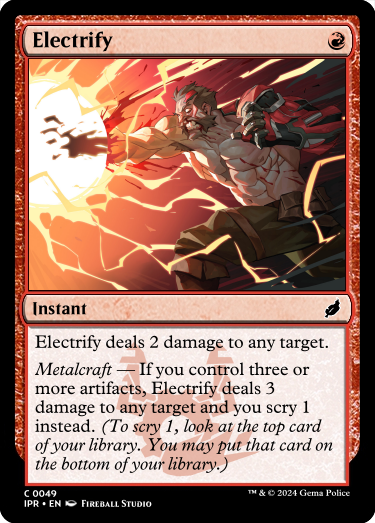 Electrify
Instant
Electrify deals 2 damage to any target.
Metalcraft — If you control three or
more artifacts, Electrify deals 3
damage to any target and you scry 1
instead. (To scry 1, look at the top card
of your library. You may put that card on
the bottom of your library.)
C 0049
IPR • EN Fireball Studio
™ & © 2024 Gema Police